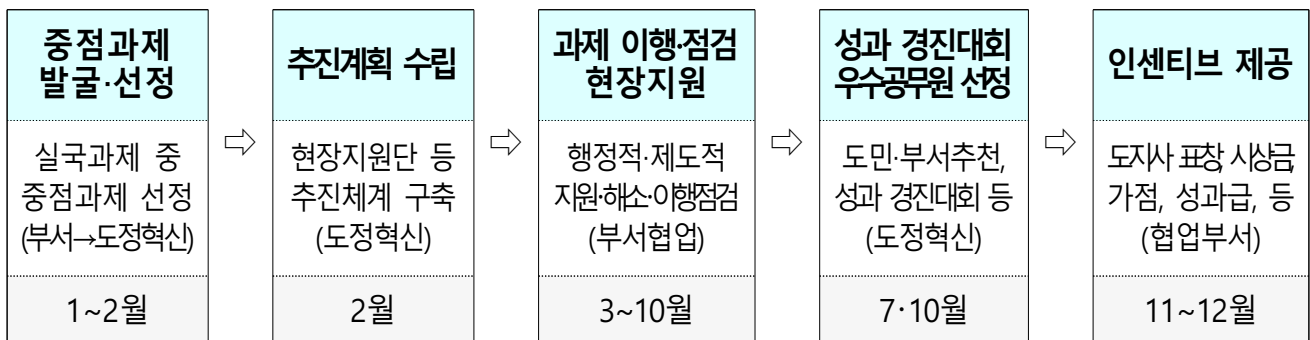 중점과제
발굴·선정
실국과제 중
중점과제 선정
(부서→도정혁신)
1~2월
⇨
추진계획 수립
현장지원단 등
추진체계 구축
(도정혁신)
2월
⇨
과제 이행·점검
현장지원
행정적·제도적
지원·해소·이행점검
(부서협업)
3~10월
⇨
성과 경진대회
우수공무원 선정
도민·부서추천,
성과 경진대회 등
(도정혁신)
7·10월
⇨
인센티브 제공
도지사 표창, 시상금,
가점, 성과급, 등
(협업부서)
11~12월